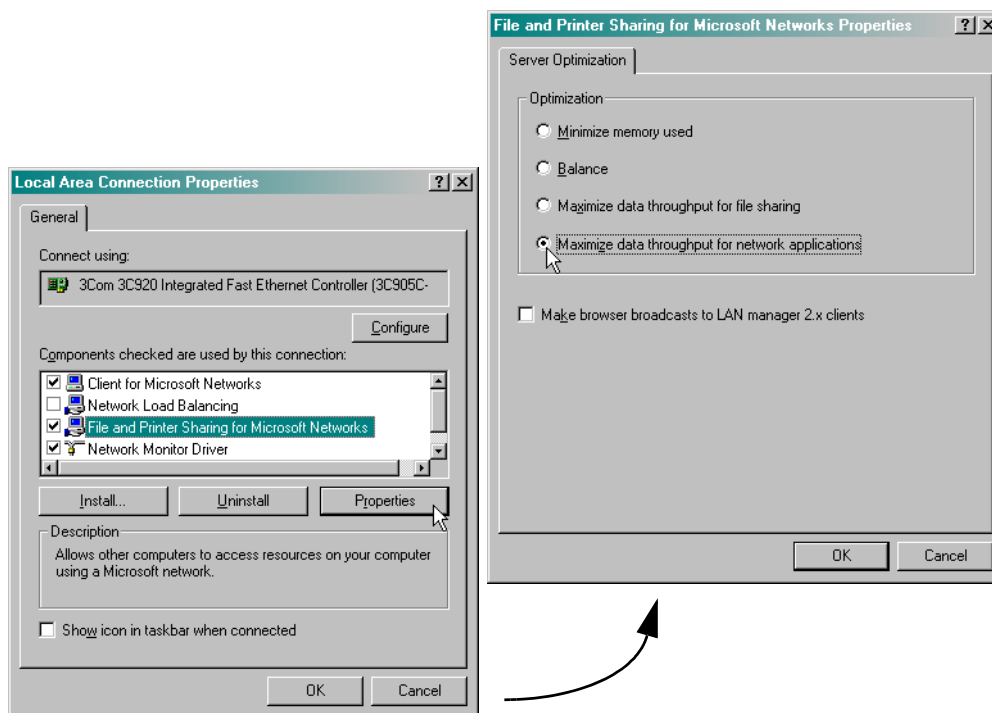 File and Printer Sharing for Microsoft Networks Properties
Server Optimization
Optimization
Minimize memory used
Balance
Maximize data throughput for file sharing
Maximize data throughput for network applications
Make browser broadcasts to LAN manager 2.x clients
OK
Cancel
Local Area Connection Properties
General
Connect using:
3Com 3C920 Integrated Fast Ethernet Controller (3C905C-
Configure
Components checked are used by this connection:
Client for Microsoft Networks
Network Load Balancing
File and Printer Sharing for Microsoft Networks
Network Monitor Driver
Install...
Uninstall
Properties
Description
Allows other computers to access resources on your computer
using a Microsoft network.
Show icon in taskbar when connected
OK
Cancel